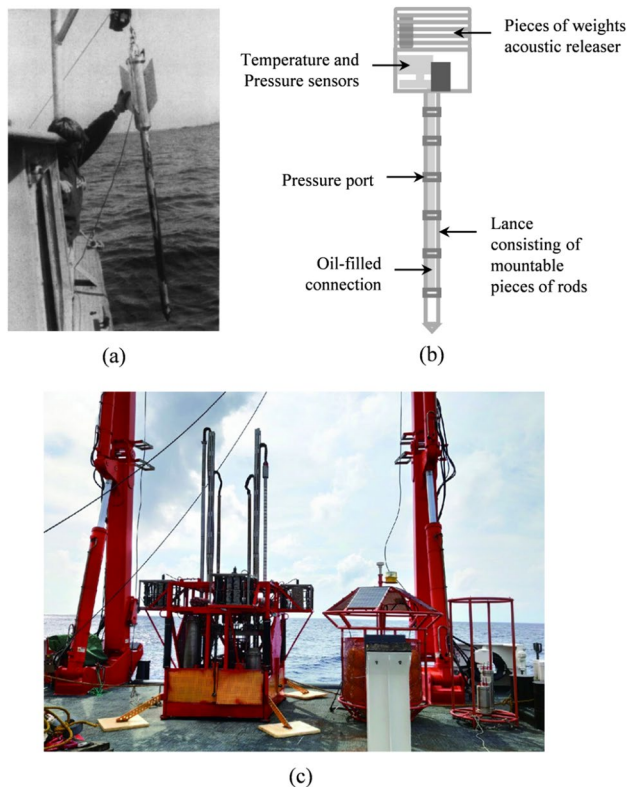 Pieces of weights
acoustic releaser
Temperature and
Pressure sensors
Pressure port
Lance
consisting of
mountable
pieces of rods
Oil-filled
connection
(a)
(b)
(c)